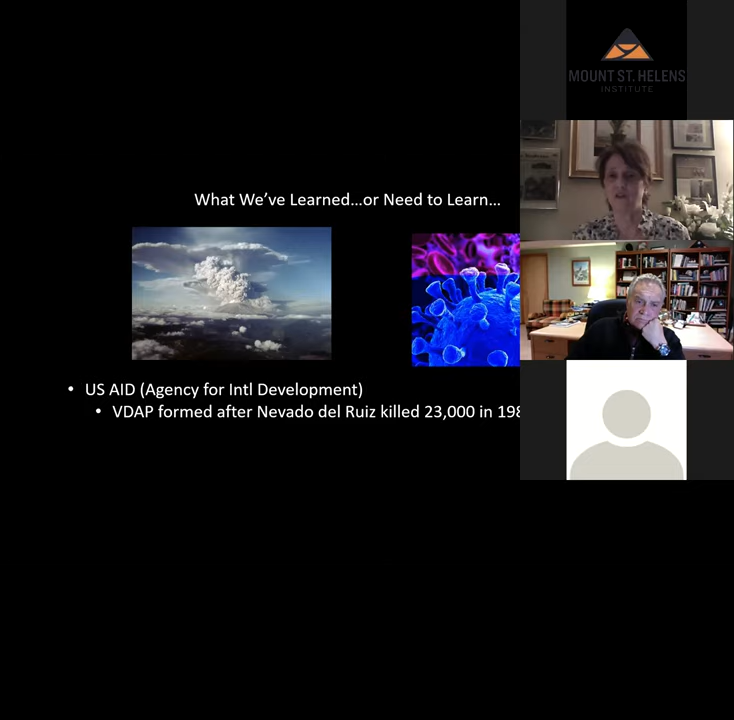 MOUNT ST. HELENS
INSTITUTE
What We've Learned...or Need to Learn...
• US AID (Agency for Intl Development)
• VDAP formed after Nevado del Ruiz killed 23,000 in 198